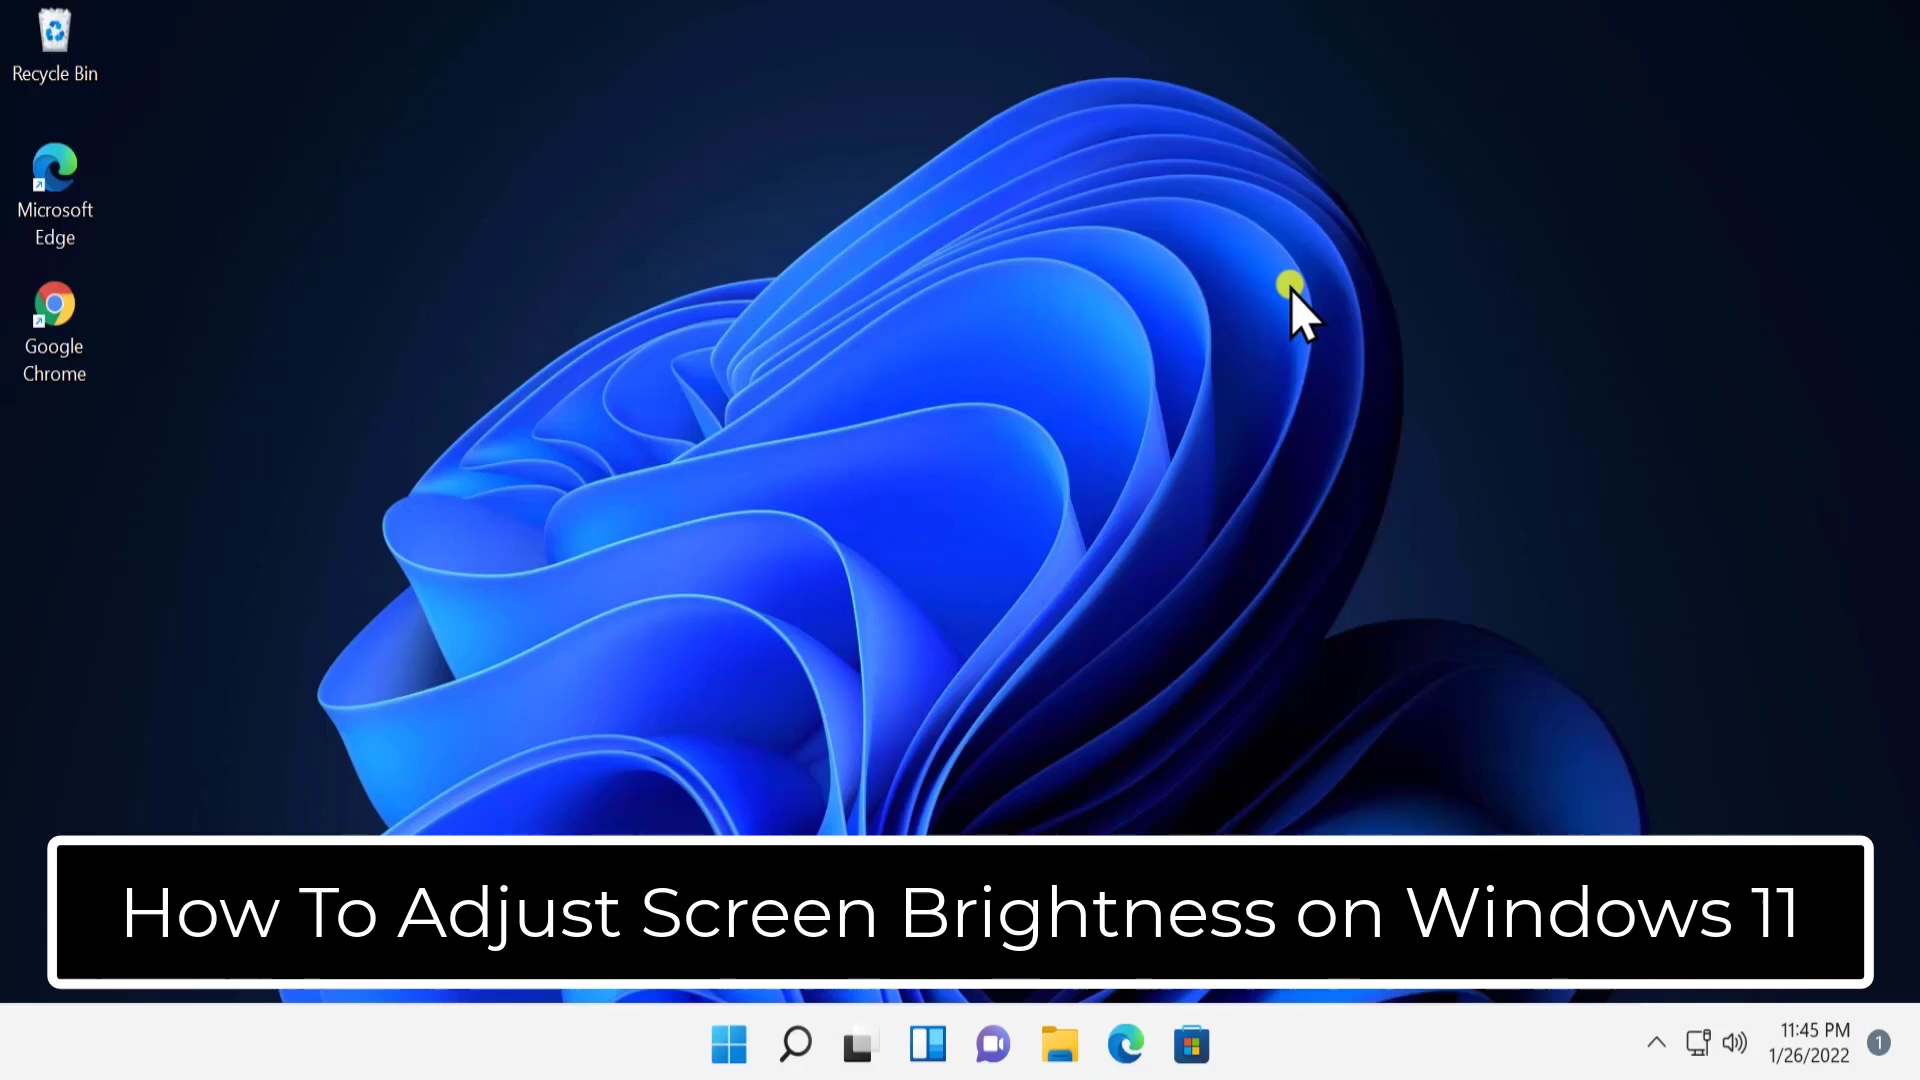 Recycle Bin
Microsoft
Edge
Google
Chrome
How To Adjust Screen Brightness on Windows 11
11:45 PM
1/26/2022
1